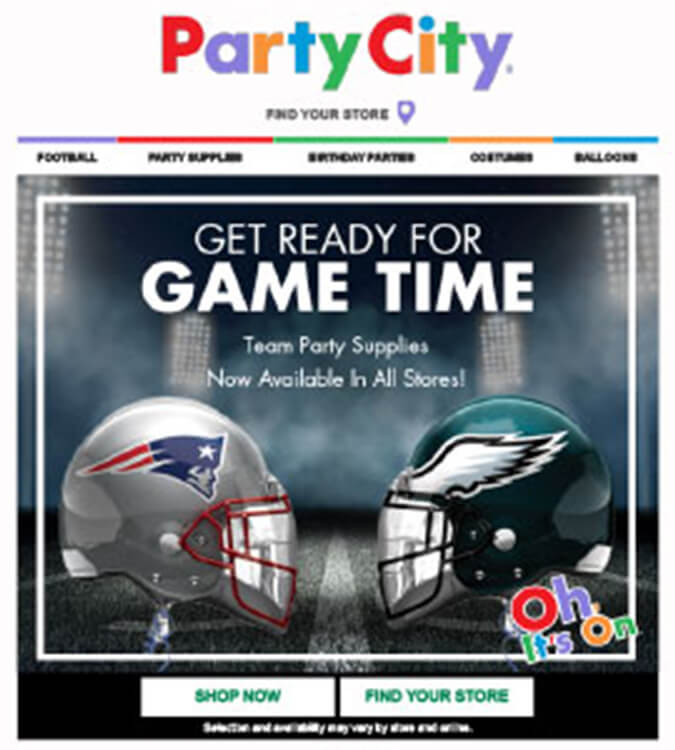 Party City
FIND YOUR STORE
FOOTBALL PARTY SUPPLIES BIRTHDAY PARTIES COSTUMES BALLOONS
GET READY FOR
GAME TIME
Team Party Supplies
Now Available In All Stores!
Oh,
It's On
SHOP NOW FIND YOUR STORE
Selection and availability may vary by store and online.